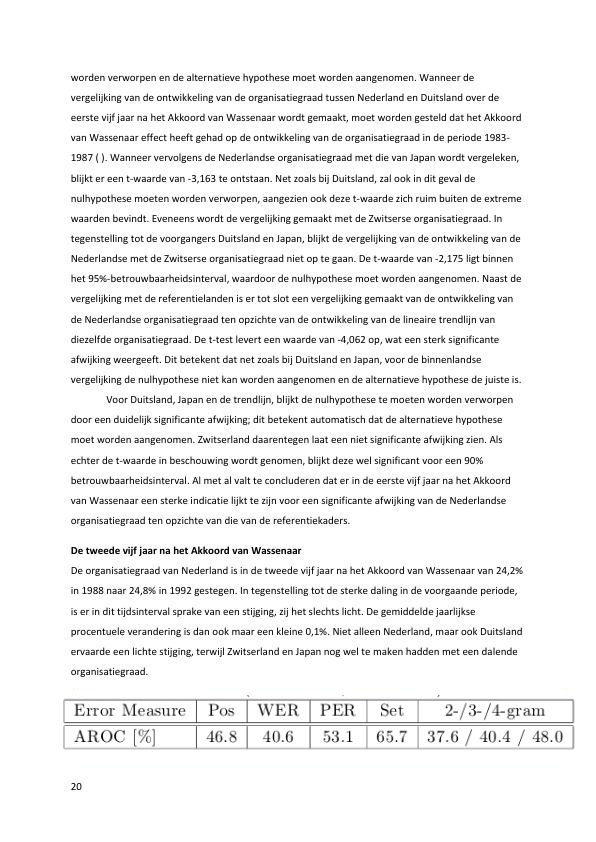 worden verworpen en de alternatieve hypothese moet worden aangenomen. Wanneer de
vergelijking van de ontwikkeling van de organisatiegraad tussen Nederland en Duitsland over de
eerste vijf jaar na het Akkoord van Wassenaar wordt gemaakt, moet worden gesteld dat het Akkoord
van Wassenaar effect heeft gehad op de ontwikkeling van de organisatiegraad in de periode 1983-
1987 ( ). Wanneer vervolgens de Nederlandse organisatiegraad met die van Japan wordt vergeleken,
blijkt er een t-waarde van -3,163 te ontstaan. Net zoals bij Duitsland, zal ook in dit geval de
nulhypothese moeten worden verworpen, aangezien ook deze t-waarde zich ruim buiten de extreme
waarden bevindt. Eveneens wordt de vergelijking gemaakt met de Zwitserse organisatiegraad. In
tegenstelling tot de voorgangers Duitsland en Japan, blijkt de vergelijking van de ontwikkeling van de
Nederlandse met de Zwitserse organisatiegraad niet op te gaan. De t-waarde van -2,175 ligt binnen
het 95%-betrouwbaarheidsinterval, waardoor de nulhypothese moet worden aangenomen. Naast de
vergelijking met de referentielanden is er tot slot een vergelijking gemaakt van de ontwikkeling van
de Nederlandse organisatiegraad ten opzichte van de ontwikkeling van de lineaire trendlijn van
diezelfde organisatiegraad. De t-test levert een waarde van -4,062 op, wat een sterk significante
afwijking weergeeft. Dit betekent dat net zoals bij Duitsland en Japan, voor de binnenlandse
vergelijking de nulhypothese niet kan worden aangenomen en de alternatieve hypothese de juiste is.
Voor Duitsland, Japan en de trendlijn, blijkt de nulhypothese te moeten worden verworpen
door een duidelijk significante afwijking; dit betekent automatisch dat de alternatieve hypothese
moet worden aangenomen. Zwitserland daarentegen laat een niet significante afwijking zien. Als
echter de t-waarde in beschouwing wordt genomen, blijkt deze wel significant voor een 90%
betrouwbaarheidsinterval. Al met al valt te concluderen dat er in de eerste vijf jaar na het Akkoord
van Wassenaar een sterke indicatie lijkt te zijn voor een significante afwijking van de Nederlandse
organisatiegraad ten opzichte van die van de referentiekaders.
De tweede vijf jaar na het Akkoord van Wassenaar
De organisatiegraad van Nederland is in de tweede vijf jaar na het Akkoord van Wassenaar van 24,2%
in 1988 naar 24,8% in 1992 gestegen. In tegenstelling tot de sterke daling in de voorgaande periode,
is er in dit tijdsinterval sprake van een stijging, zij het slechts licht. De gemiddelde jaarlijkse
procentuele verandering is dan ook maar een kleine 0,1%. Niet alleen Nederland, maar ook Duitsland
ervaarde een lichte stijging, terwijl Zwitserland en Japan nog wel te maken hadden met een dalende
organisatiegraad.
Error Measure Pos WER PER Set 2-/3-/4-gram
AROC [%] 46.8 40.6 53.1 65.7 37.6 / 40.4 / 48.0
20